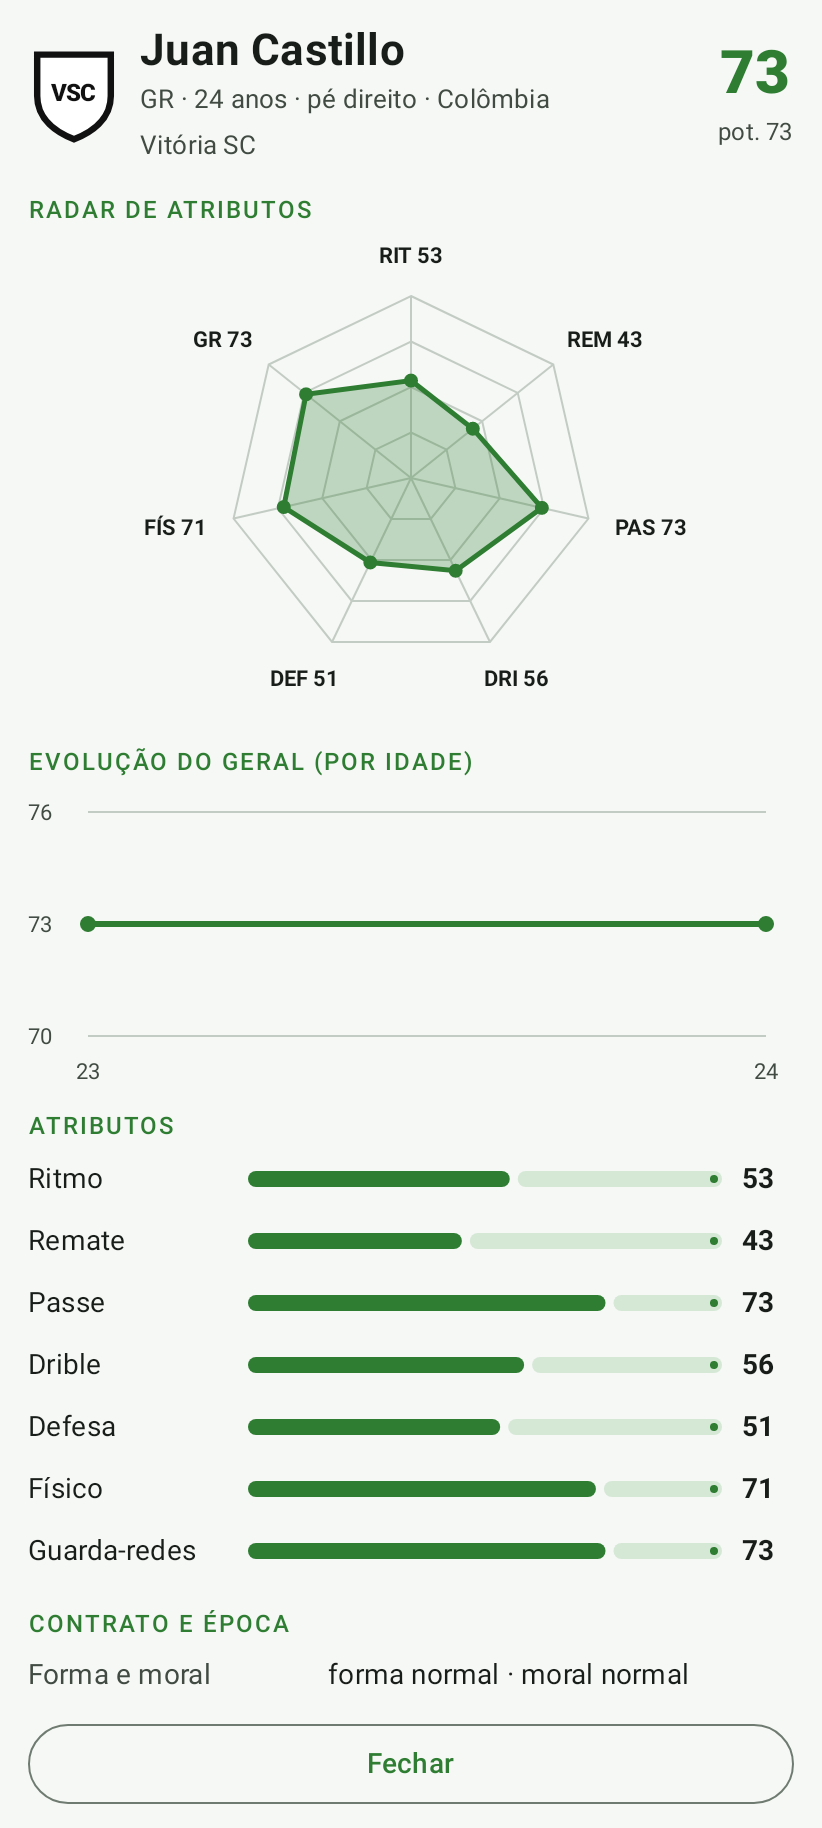 VSC
Juan Castillo
GR · 24 anos · pé direito · Colômbia
Vitória SC
73
pot. 73
RADAR DE ATRIBUTOS
RIT 53
GR 73
REM 43
FÍS 71
PAS 73
DEF 51
DRI 56
EVOLUÇÃO DO GERAL (POR IDADE)
76
73
70
23
24
ATRIBUTOS
Ritmo 53
Remate 43
Passe 73
Drible 56
Defesa 51
Físico 71
Guarda-redes 73
CONTRATO E ÉPOCA
Forma e moral forma normal · moral normal
Fechar